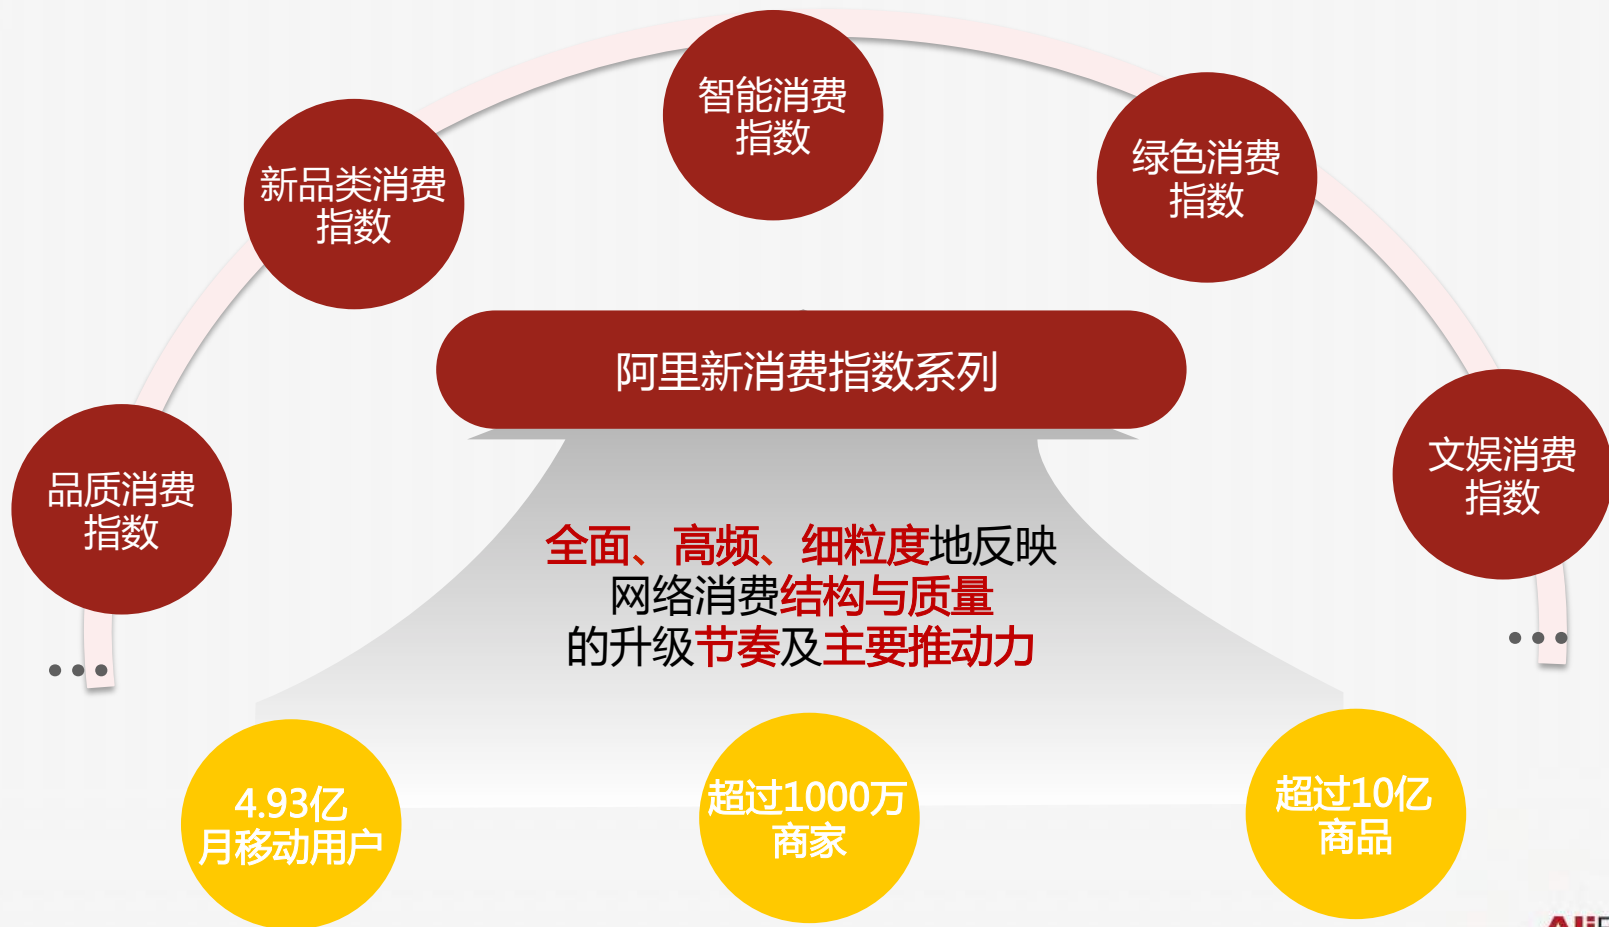 智能消费
指数
新品类消费
指数
绿色消费
指数
品质消费
指数
文娱消费
指数
阿里新消费指数系列
全面、高频、细粒度地反映
网络消费结构与质量
的升级节奏及主要推动力
...
...
4.93亿
月移动用户
超过1000万
商家
超过10亿
商品